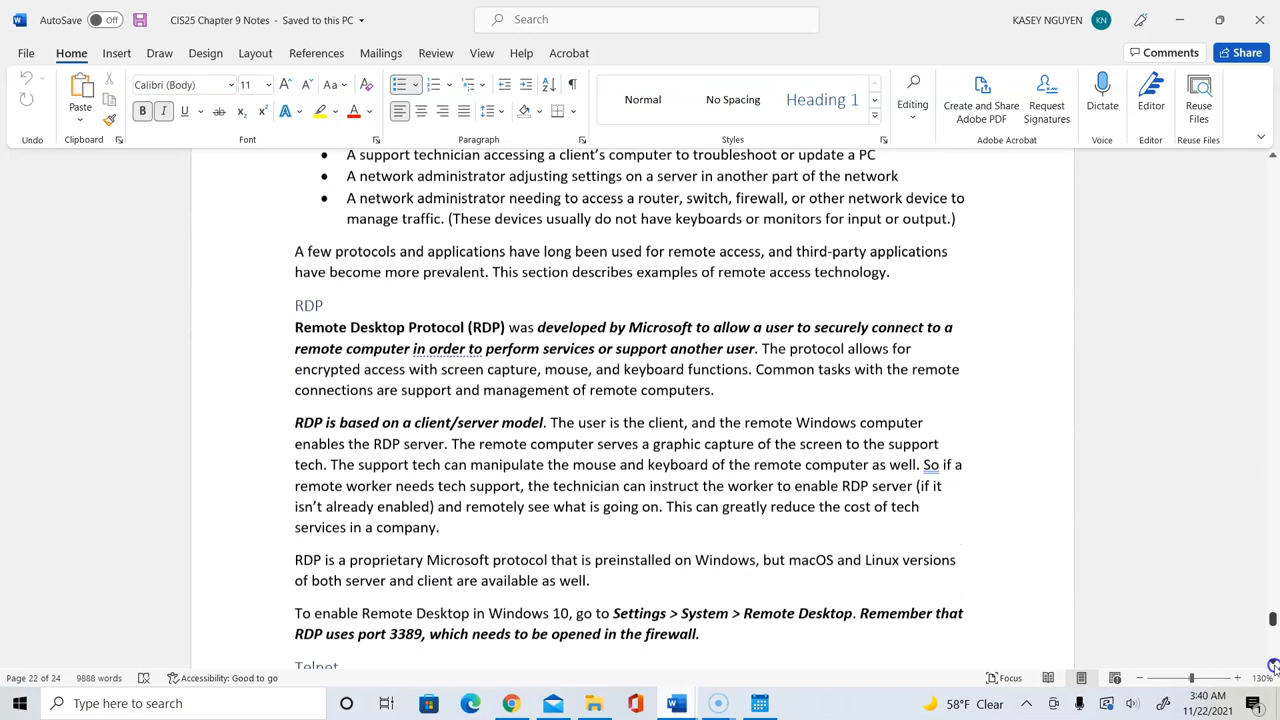 AutoSave Off CIS25 Chapter 9 Notes - Saved to this PC Search KASEY NGUYEN KN
File Home Insert Draw Design Layout References Mailings Review View Help Acrobat Comments Share
Calibri (Body) 11 Aa Normal No Spacing Heading 1
Paste B I U ab x₂ x² A A Editing Create and Share Adobe PDF Request Signatures Dictate Editor Reuse Files
Undo Clipboard Font Paragraph Styles Adobe Acrobat Voice Editor Reuse Files
• A support technician accessing a client's computer to troubleshoot or update a PC
• A network administrator adjusting settings on a server in another part of the network
• A network administrator needing to access a router, switch, firewall, or other network device to
manage traffic. (These devices usually do not have keyboards or monitors for input or output.)
A few protocols and applications have long been used for remote access, and third-party applications
have become more prevalent. This section describes examples of remote access technology.
RDP
Remote Desktop Protocol (RDP) was developed by Microsoft to allow a user to securely connect to a
remote computer in order to perform services or support another user. The protocol allows for
encrypted access with screen capture, mouse, and keyboard functions. Common tasks with the remote
connections are support and management of remote computers.
RDP is based on a client/server model. The user is the client, and the remote Windows computer
enables the RDP server. The remote computer serves a graphic capture of the screen to the support
tech. The support tech can manipulate the mouse and keyboard of the remote computer as well. So if a
remote worker needs tech support, the technician can instruct the worker to enable RDP server (if it
isn't already enabled) and remotely see what is going on. This can greatly reduce the cost of tech
services in a company.
RDP is a proprietary Microsoft protocol that is preinstalled on Windows, but macOS and Linux versions
of both server and client are available as well.
To enable Remote Desktop in Windows 10, go to Settings > System > Remote Desktop. Remember that
RDP uses port 3389, which needs to be opened in the firewall.
Telnet
Page 22 of 24 9888 words Accessibility: Good to go Focus 130%
Type here to search 58°F Clear 3:40 AM
11/22/2021 1